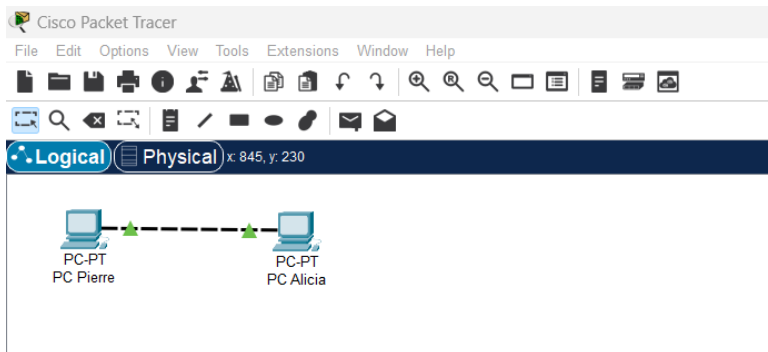 Cisco Packet Tracer
File Edit Options View Tools Extensions Window Help
Logical Physical x: 845, y: 230
PC-PT PC-PT
PC Pierre PC Alicia